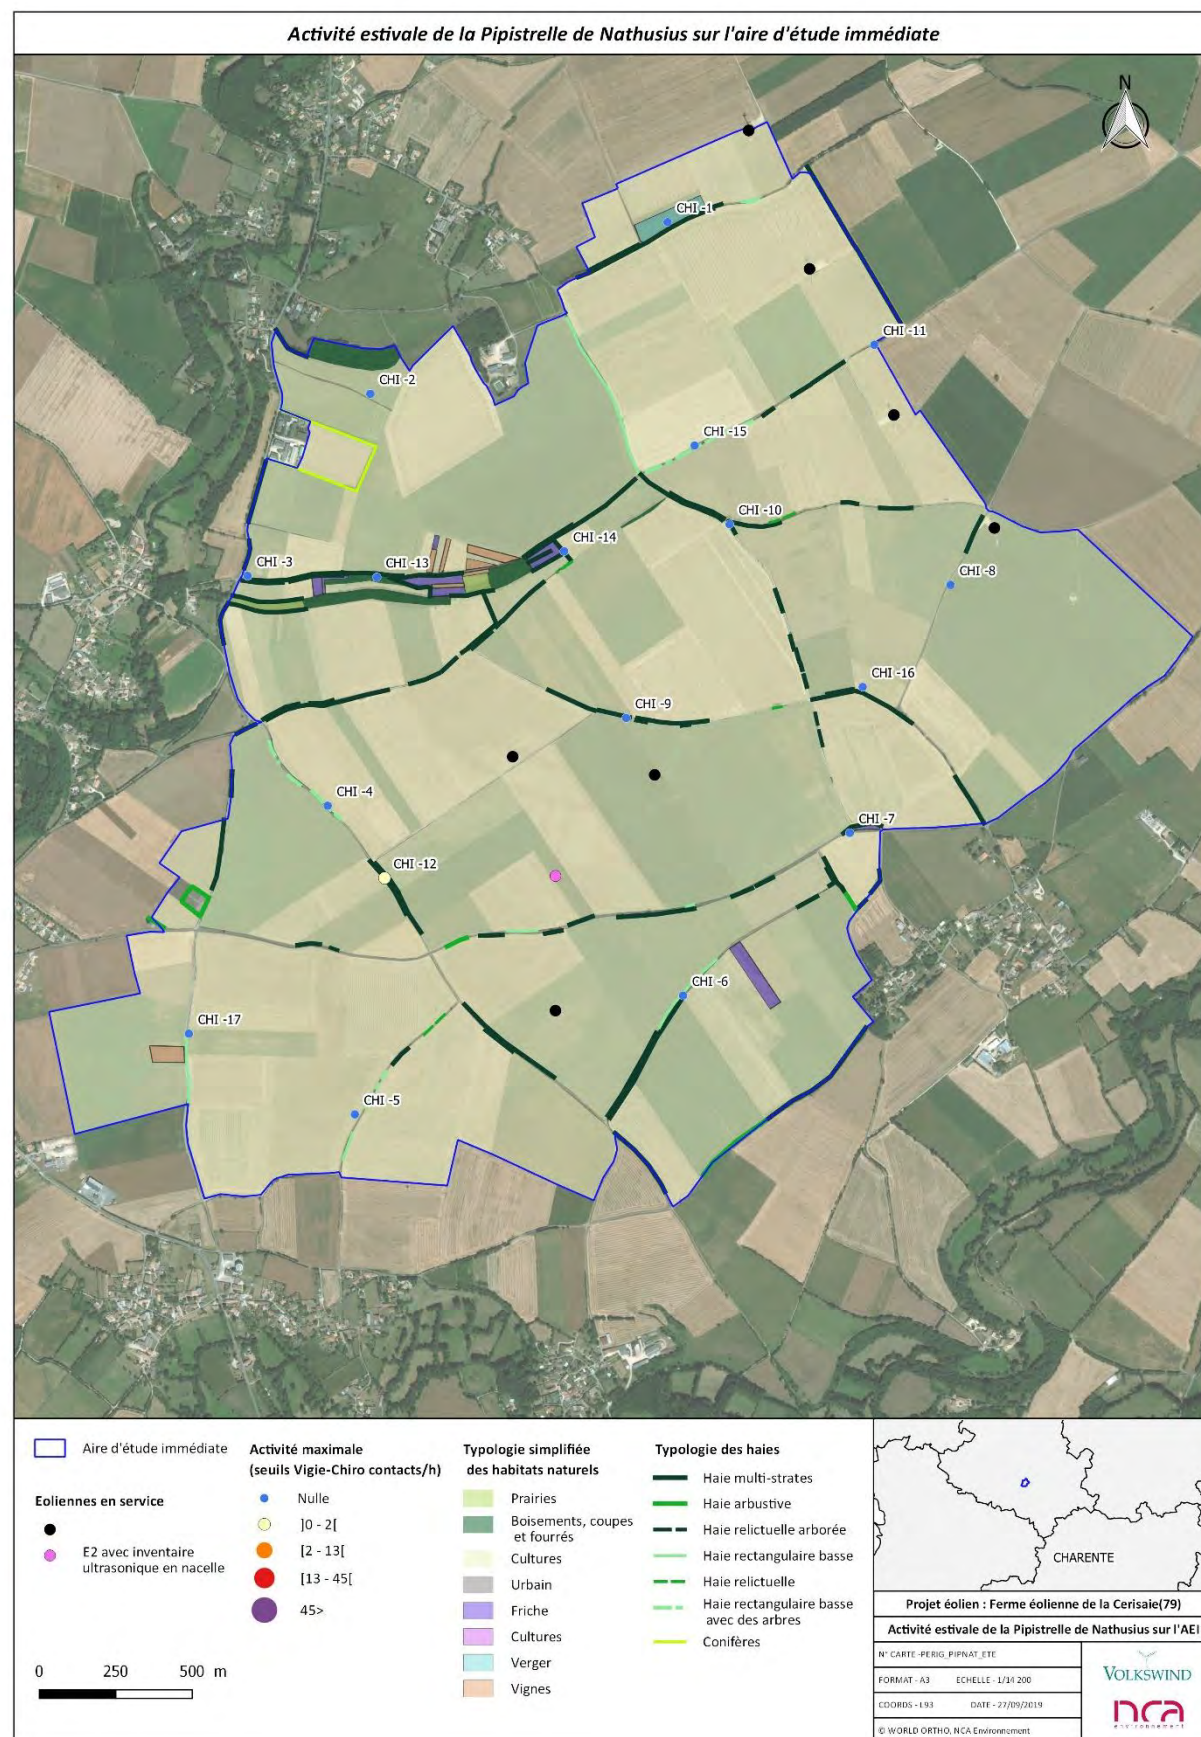 Activité estivale de la Pipistrelle de Nathusius sur l'aire d'étude immédiate
N
CHI -1
CHI -11
CHI -2
CHI -15
CHI -10
CHI -14
CHI -3
CHI -13
CHI -8
CHI -16
CHI -9
CHI -4
CHI -7
CHI -12
CHI -6
CHI -17
CHI -5
Aire d'étude immédiate
Eoliennes en service
E2 avec inventaire
ultrasonique en nacelle
0 250 500 m
Activité maximale
(seuils Vigie-Chiro contacts/h)
Nulle
]0 - 2[
[2 - 13[
[13 - 45[
45>
Typologie simplifiée
des habitats naturels
Prairies
Boisements, coupes
et fourrés
Cultures
Urbain
Friche
Cultures
Verger
Vignes
Typologie des haies
Haie multi-strates
Haie arbustive
Haie relictuelle arborée
Haie rectangulaire basse
Haie relictuelle
Haie rectangulaire basse
avec des arbres
Conifères
CHARENTE
Projet éolien : Ferme éolienne de la Cerisaie(79)
Activité estivale de la Pipistrelle de Nathusius sur l'AEI
N° CARTE -PERIG_PIPNAT_ETE
FORMAT - A3 ECHELLE - 1/14 200
COORDS - L93 DATE - 27/09/2019
© WORLD ORTHO, NCA Environnement
VOLKSWIND
nca
environnement